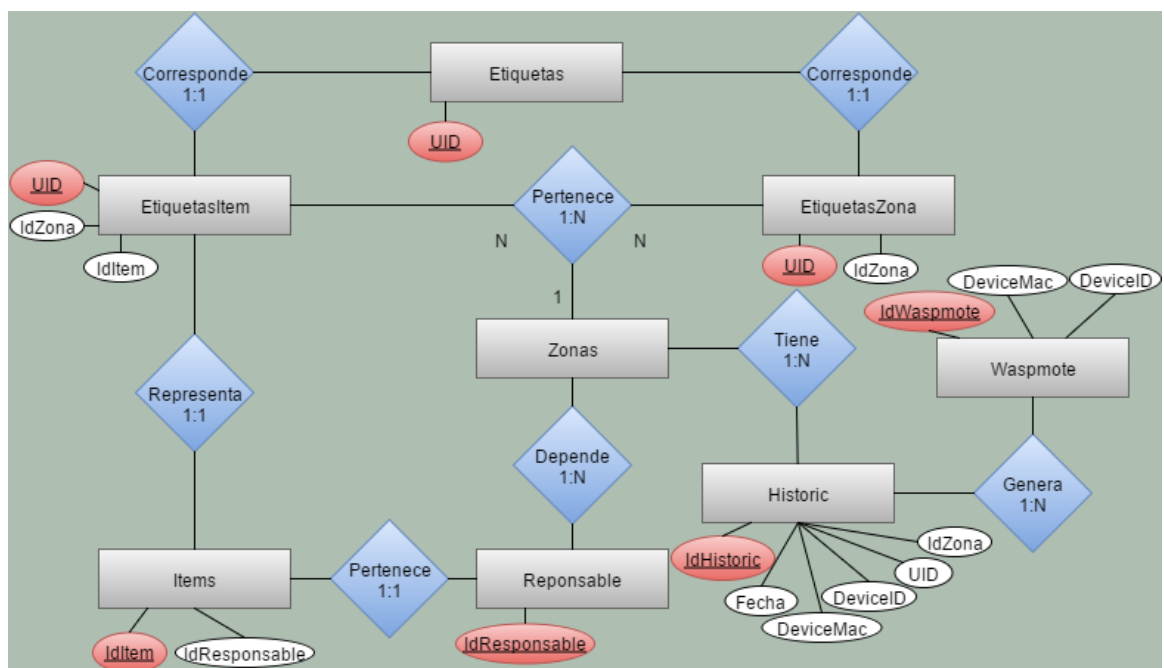 Corresponde
1:1
Etiquetas
Corresponde
1:1
UID
UID
EtiquetasItem
IdZona
IdItem
Pertenece
1:N
N
N
1
EtiquetasZona
UID
IdZona
DeviceMac
DeviceID
IdWaspmote
Waspmote
Zonas
Tiene
1:N
Representa
1:1
Depende
1:N
Historic
Genera
1:N
IdHistoric
Fecha
DeviceMac
DeviceID
UID
IdZona
Items
Pertenece
1:1
Reponsable
IdItem
IdResponsable
IdResponsable